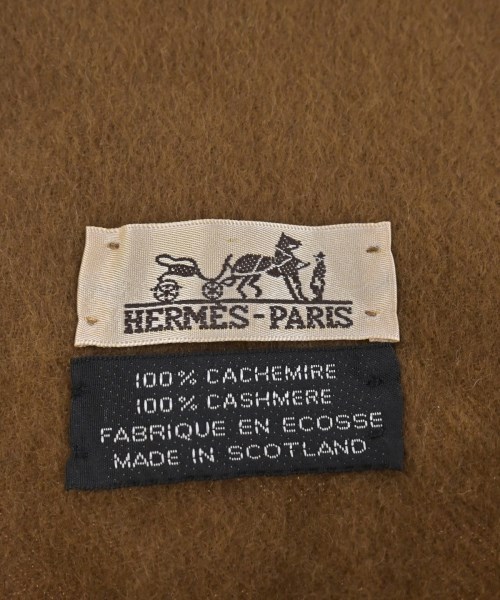 HERMÈS-PARIS
100% CACHEMIRE
100% CASHMERE
FABRIQUE EN ECOSSE
MADE IN SCOTLAND